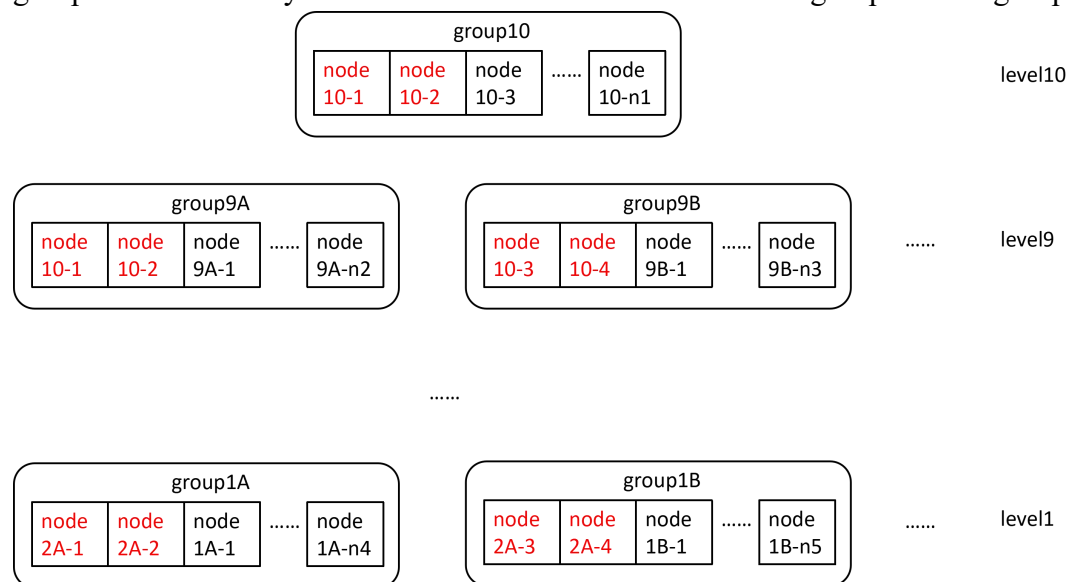 group10
node node node ...... node
10-1 10-2 10-3 10-n1
level10
group9A
node node node ...... node
10-1 10-2 9A-1 9A-n2
group9B
node node node ...... node
10-3 10-4 9B-1 9B-n3
...... level9
......
group1A
node node node ...... node
2A-1 2A-2 1A-1 1A-n4
group1B
node node node ...... node
2A-3 2A-4 1B-1 1B-n5
...... level1